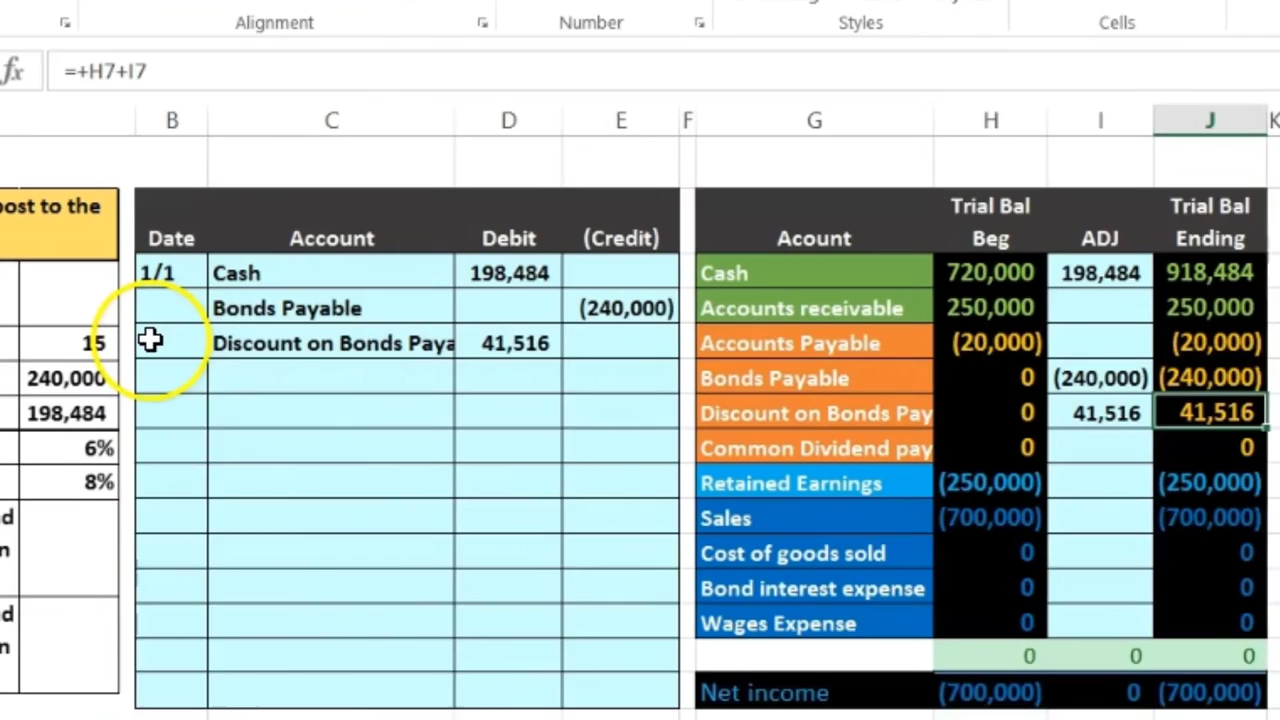 Alignment Number Styles Cells
fx =+H7+I7
B C D E F G H I J K
post to the
15
240,000
198,484
6%
8%
Date Account Debit (Credit)
1/1 Cash 198,484
Bonds Payable (240,000)
Discount on Bonds Paya 41,516
Acount Trial Bal Beg ADJ Trial Bal Ending
Cash 720,000 198,484 918,484
Accounts receivable 250,000 250,000
Accounts Payable (20,000) (20,000)
Bonds Payable 0 (240,000) (240,000)
Discount on Bonds Pay 0 41,516 41,516
Common Dividend pay 0 0
Retained Earnings (250,000) (250,000)
Sales (700,000) (700,000)
Cost of goods sold 0 0
Bond interest expense 0 0
Wages Expense 0 0
0 0 0
Net income (700,000) 0 (700,000)